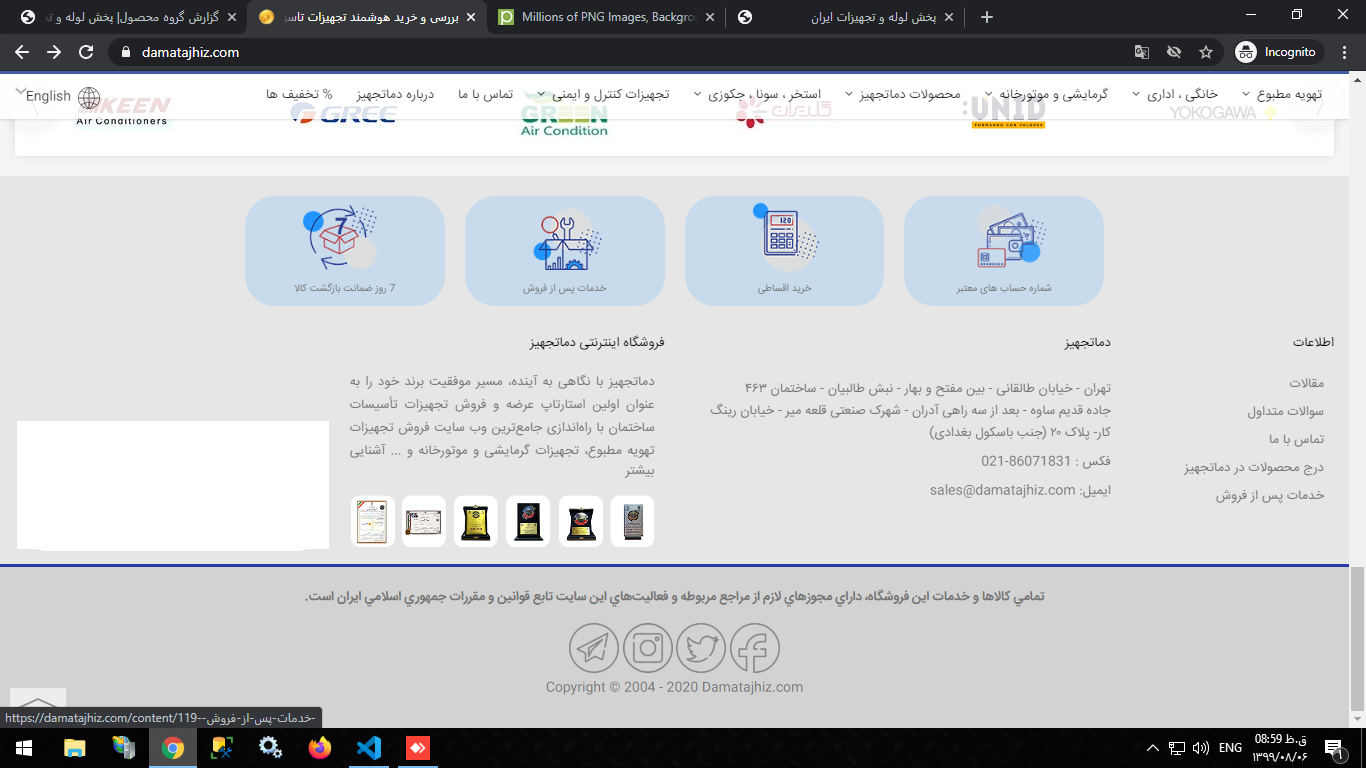 گزارش گروه محصول| پخش لوله و تج
بررسی و خرید هوشمند تجهیزات تاسی
Millions of PNG Images, Backgrou
پخش لوله و تجهیزات ایران
damatajhiz.com
Incognito
تهویه مطبوع
خانگی ، اداری
گرمایشی و موتورخانه
محصولات دماتجهیز
استخر ، سونا ، جکوزی
تجهیزات کنترل و ایمنی
تماس با ما
درباره دماتجهیز
% تخفیف ها
English
KEEN
Air Conditioners
GREE
GREEN
Air Condition
گلدیران
UNID
FORMANDO CON VALORES
YOKOGAWA
شماره حساب های معتبر
خرید اقساطی
خدمات پس از فروش
7
7 روز ضمانت بازگشت کالا
اطلاعات
مقالات
سوالات متداول
تماس با ما
درج محصولات در دماتجهیز
خدمات پس از فروش
دماتجهیز
تهران - خیابان طالقانی - بین مفتح و بهار - نبش طالبیان - ساختمان ۴۶۳
جاده قدیم ساوه - بعد از سه راهی آدران - شهرک صنعتی قلعه میر - خیابان رینگ
کار- پلاک ۲۰ (جنب باسکول بغدادی)
فکس : 86071831-021
ایمیل: sales@damatajhiz.com
فروشگاه اینترنتی دماتجهیز
دماتجهیز با نگاهی به آینده، مسیر موفقیت برند خود را به
عنوان اولین استارتاپ عرضه و فروش تجهیزات تأسیسات
ساختمان با راه‌اندازی جامع‌ترین وب سایت فروش تجهیزات
تهویه مطبوع، تجهیزات گرمایشی و موتورخانه و ... آشنایی
بیشتر
تمامي كالاها و خدمات اين فروشگاه، داراي مجوزهاي لازم از مراجع مربوطه و فعاليت‌هاي اين سايت تابع قوانين و مقررات جمهوري اسلامي ايران است.
Copyright © 2004 - 2020 Damatajhiz.com
https://damatajhiz.com/content/119--خدمات-پس-از-فروش-
ENG
08:59 ق.ظ
۱۳۹۹/۰۸/۰۶
1